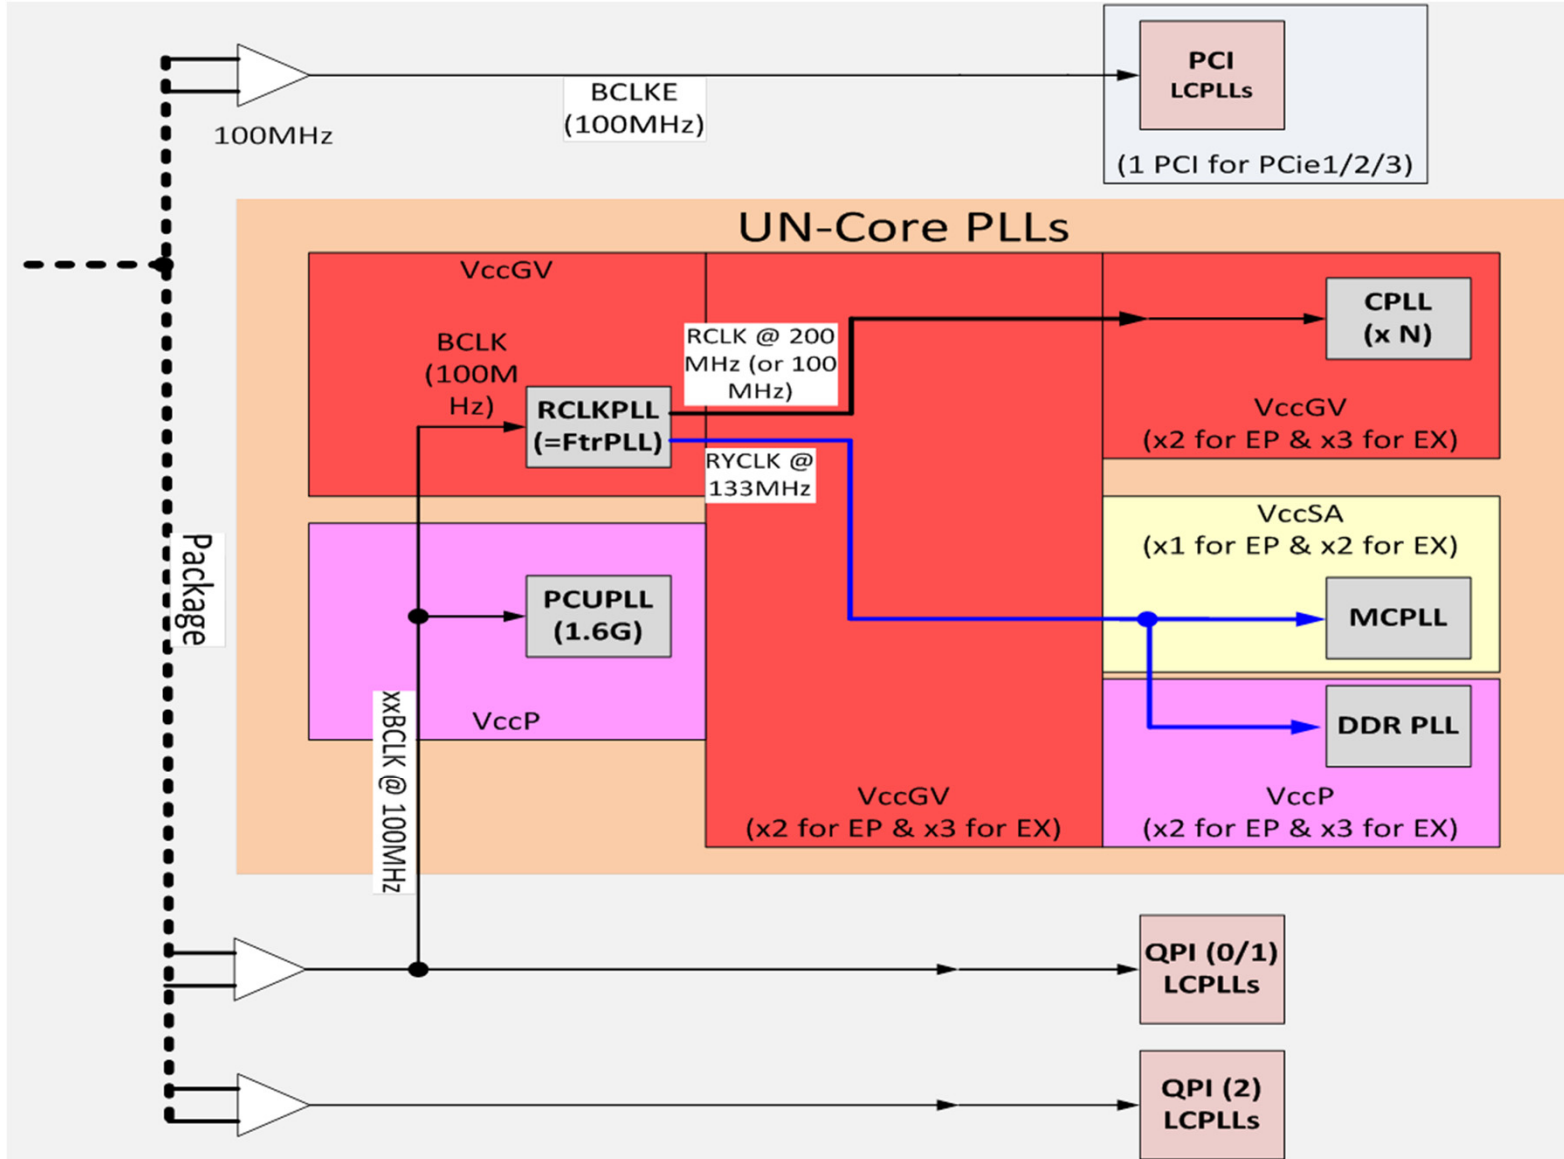 PCI
LCPLLs
BCLKE
(100MHz)
100MHz
(1 PCI for PCie1/2/3)
UN-Core PLLs
VccGV
BCLK
(100M
Hz)
RCLKPLL
(=FtrPLL)
RCLK @ 200
MHz (or 100
MHz)
RYCLK @
133MHz
CPLL
(x N)
VccGV
(x2 for EP & x3 for EX)
VccSA
(x1 for EP & x2 for EX)
MCPLL
Package
PCUPLL
(1.6G)
VccP
xxBCLK @ 100MHz
DDR PLL
VccGV
(x2 for EP & x3 for EX)
VccP
(x2 for EP & x3 for EX)
QPI (0/1)
LCPLLs
QPI (2)
LCPLLs